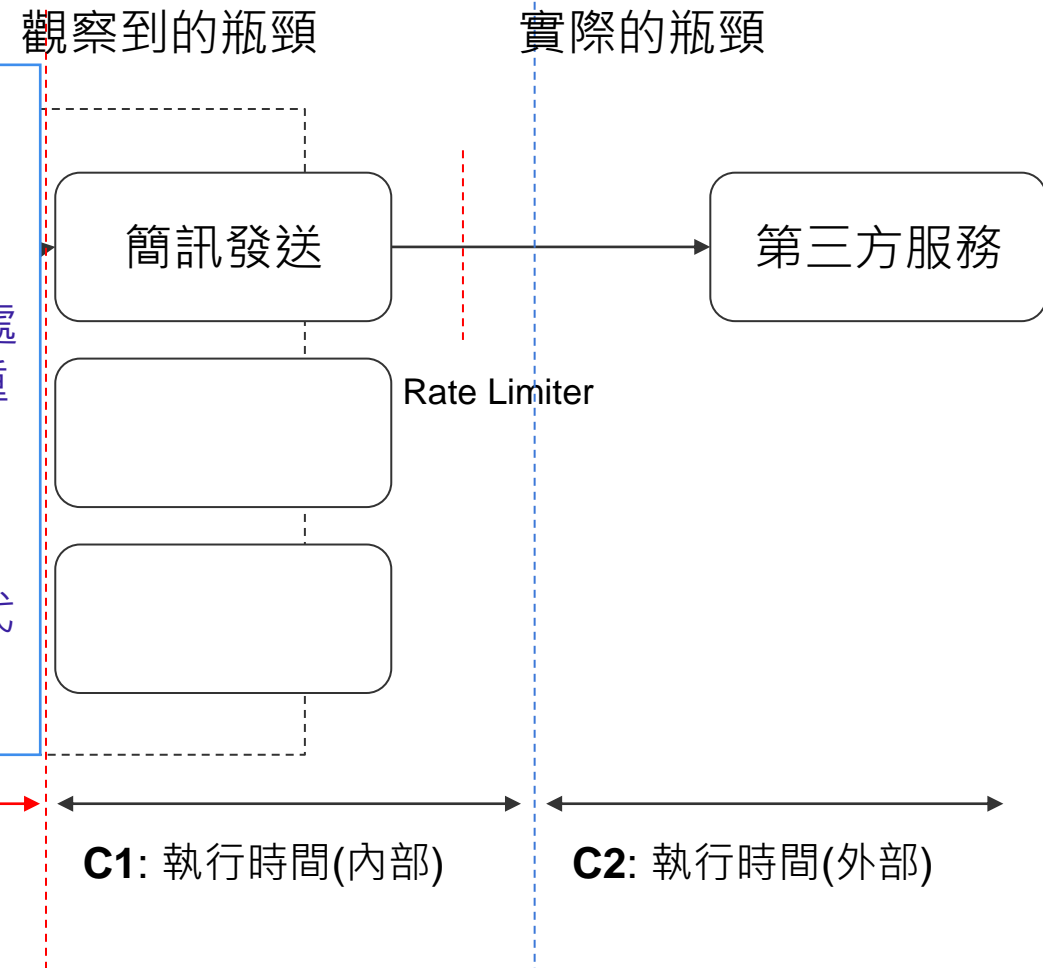 觀察到的瓶頸
實際的瓶頸
簡訊發送
第三方服務
Rate Limiter
C1: 執行時間(內部)
C2: 執行時間(外部)